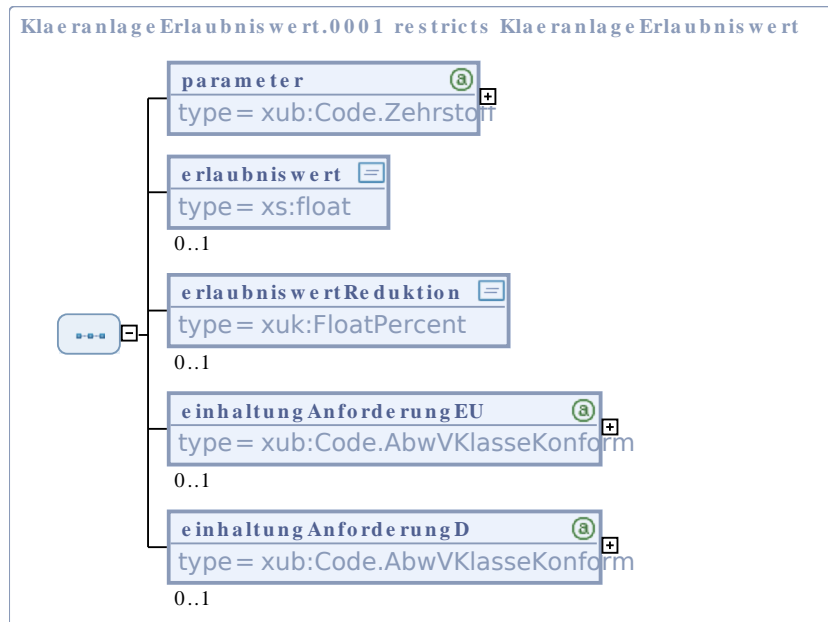 KlaeranlageErlaubniswert.0001 restricts KlaeranlageErlaubniswert
parameter
type= xub:Code.Zehrstoff
erlaubniswert
type= xs:float
0..1
erlaubniswertReduktion
type= xuk:FloatPercent
0..1
einhaltungAnforderungEU
type= xub:Code.AbwVKlasseKonform
0..1
einhaltungAnforderungD
type= xub:Code.AbwVKlasseKonform
0..1